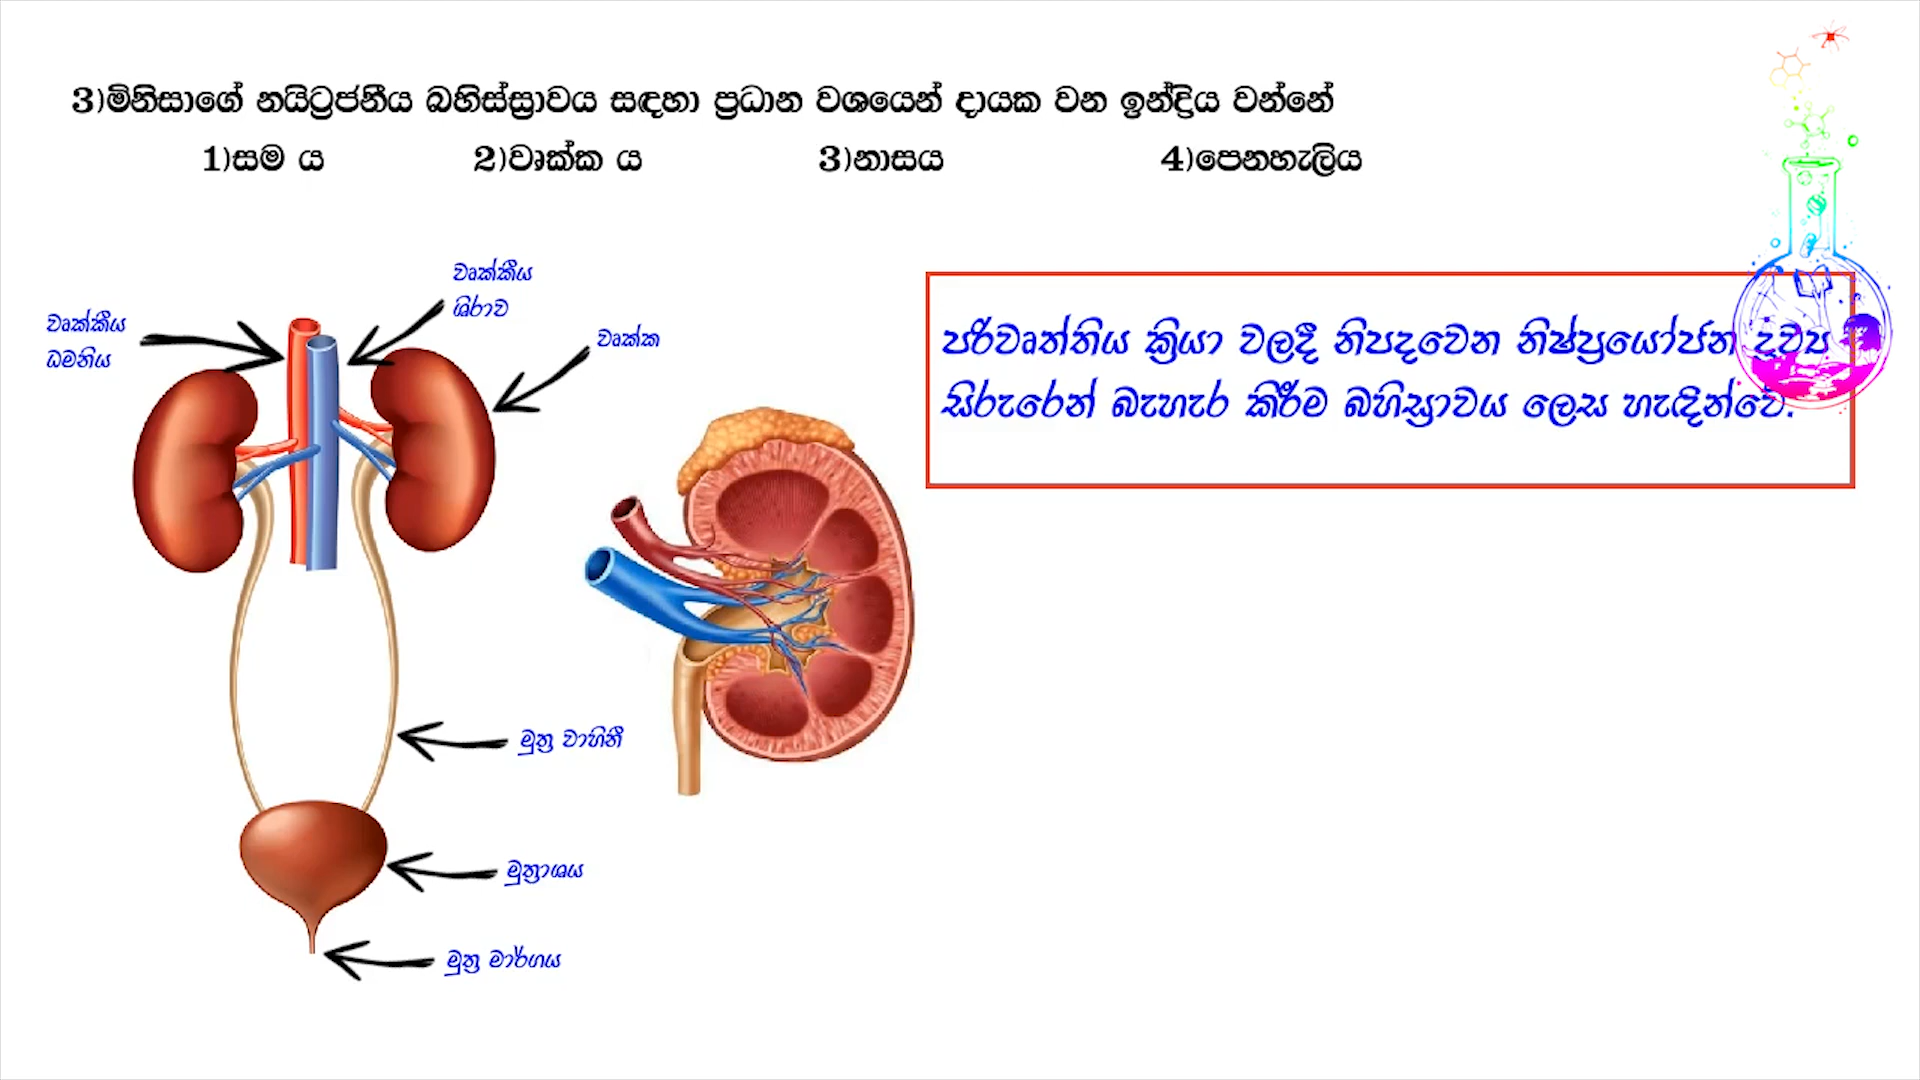 3)මිනිසාගේ නයිට්‍රජනීය බහිස්ස්‍රාවය සඳහා ප්‍රධාන වශයෙන් දායක වන ඉන්ද්‍රිය වන්නේ
1)සම ය 2)වෘක්ක ය 3)නාසය 4)පෙනහැලිය
වෘක්කීය
ශිරාව
වෘක්කීය
ධමනිය
වෘක්ක
පරිවෘත්තිය ක්‍රියා වලදී නිපදවෙන නිෂ්ප්‍රයෝජන ද්‍රව්‍ය
සිරුරෙන් බැහැර කිරීම බහිස්‍රාවය ලෙස හැඳින්වේ.
මුත්‍ර වාහිනී
මුත්‍රාශය
මුත්‍ර මාර්ගය